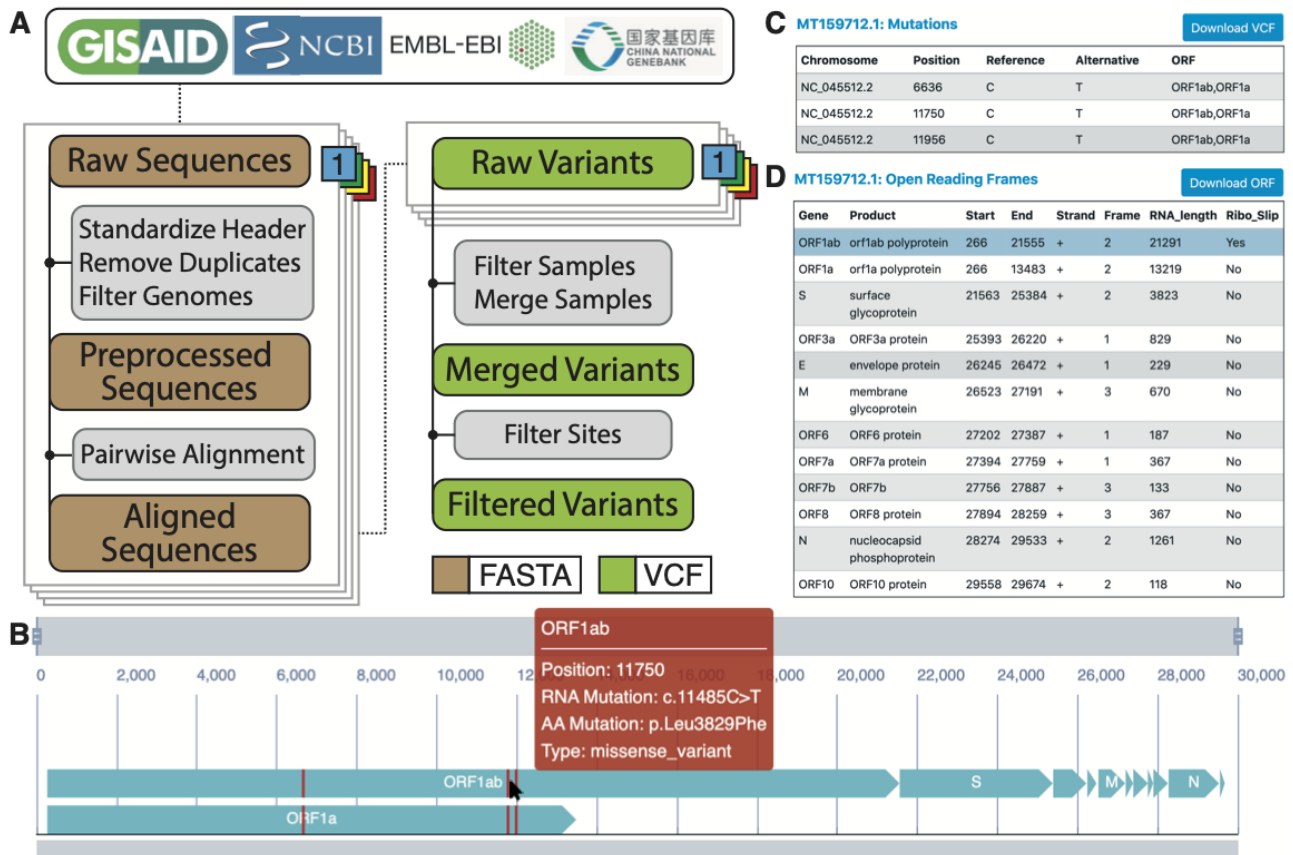 A
GISAID
NCBI
EMBL-EBI
国家基因库
CHINA NATIONAL
GENEBANK
Raw Sequences
1
Standardize Header
Remove Duplicates
Filter Genomes
Preprocessed
Sequences
Pairwise Alignment
Aligned
Sequences
Raw Variants
1
Filter Samples
Merge Samples
Merged Variants
Filter Sites
Filtered Variants
FASTA
VCF
C
MT159712.1: Mutations
Download VCF
Chromosome Position Reference Alternative ORF
NC_045512.2 6636 C T ORF1ab,ORF1a
NC_045512.2 11750 C T ORF1ab,ORF1a
NC_045512.2 11956 C T ORF1ab,ORF1a
D
MT159712.1: Open Reading Frames
Download ORF
Gene Product Start End Strand Frame RNA_length Ribo_Slip
ORF1ab orf1ab polyprotein 266 21555 + 2 21291 Yes
ORF1a orf1a polyprotein 266 13483 + 2 13219 No
S surface 21563 25384 + 2 3823 No
glycoprotein
ORF3a ORF3a protein 25393 26220 + 1 829 No
E envelope protein 26245 26472 + 1 229 No
M membrane 26523 27191 + 3 670 No
glycoprotein
ORF6 ORF6 protein 27202 27387 + 1 187 No
ORF7a ORF7a protein 27394 27759 + 1 367 No
ORF7b ORF7b 27756 27887 + 3 133 No
ORF8 ORF8 protein 27894 28259 + 3 367 No
N nucleocapsid 28274 29533 + 2 1261 No
phosphoprotein
ORF10 ORF10 protein 29558 29674 + 2 118 No
B
0 2,000 4,000 6,000 8,000 10,000 16,000 18,000 20,000 22,000 24,000 26,000 28,000 30,000
ORF1ab
Position: 11750
RNA Mutation: c.11485C>T
AA Mutation: p.Leu3829Phe
Type: missense_variant
ORF1ab S M N
ORF1a